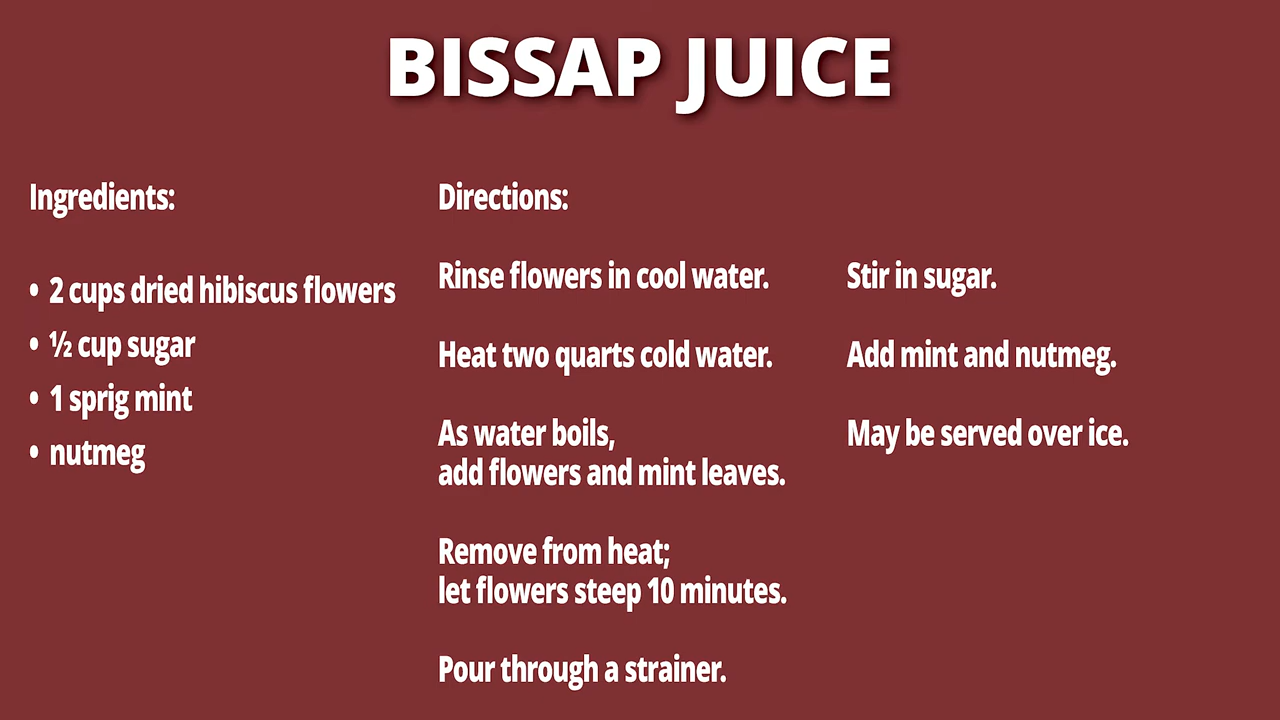 BISSAP JUICE
Ingredients:
• 2 cups dried hibiscus flowers
• ½ cup sugar
• 1 sprig mint
• nutmeg
Directions:
Rinse flowers in cool water.
Heat two quarts cold water.
As water boils,
add flowers and mint leaves.
Remove from heat;
let flowers steep 10 minutes.
Pour through a strainer.
Stir in sugar.
Add mint and nutmeg.
May be served over ice.